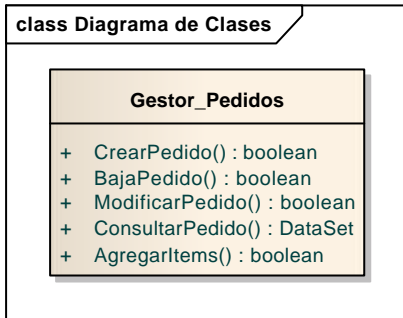 class Diagrama de Clases
Gestor_Pedidos
+ CrearPedido() : boolean
+ BajaPedido() : boolean
+ ModificarPedido() : boolean
+ ConsultarPedido() : DataSet
+ AgregarItems() : boolean